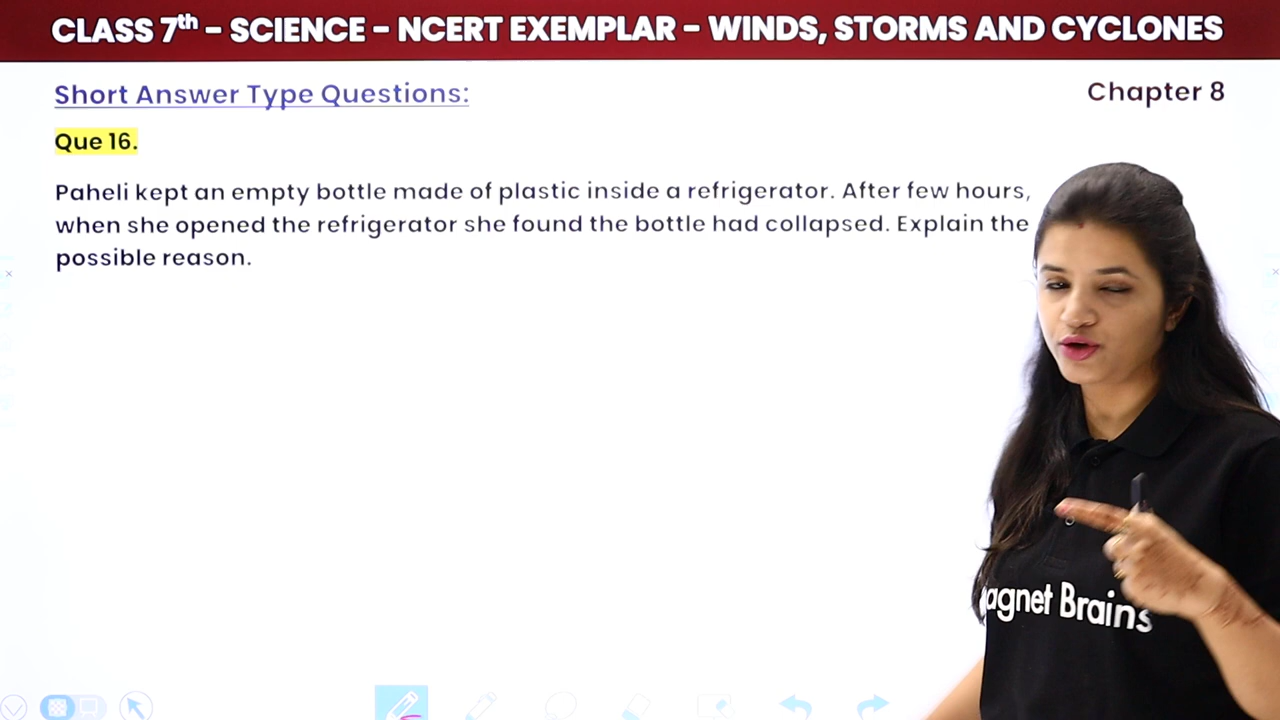 CLASS 7th – SCIENCE – NCERT EXEMPLAR – WINDS, STORMS AND CYCLONES
Short Answer Type Questions:
Chapter 8
Que 16.
Paheli kept an empty bottle made of plastic inside a refrigerator. After few hours,
when she opened the refrigerator she found the bottle had collapsed. Explain the
possible reason.
agnet Brains